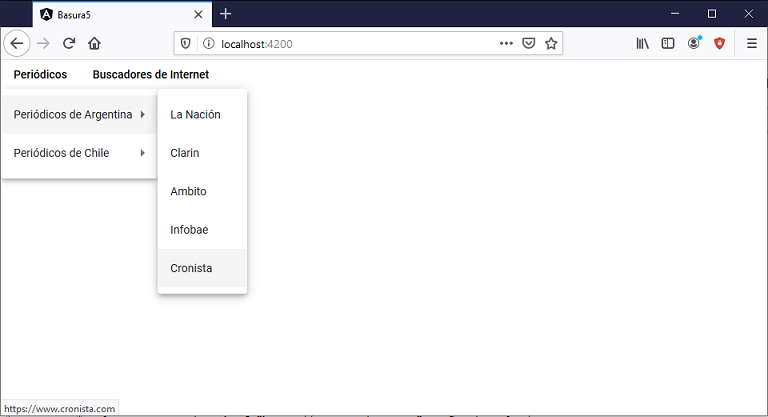 Basura5
localhost:4200
Periódicos Buscadores de Internet
Periódicos de Argentina
Periódicos de Chile
La Nación
Clarin
Ambito
Infobae
Cronista
https://www.cronista.com